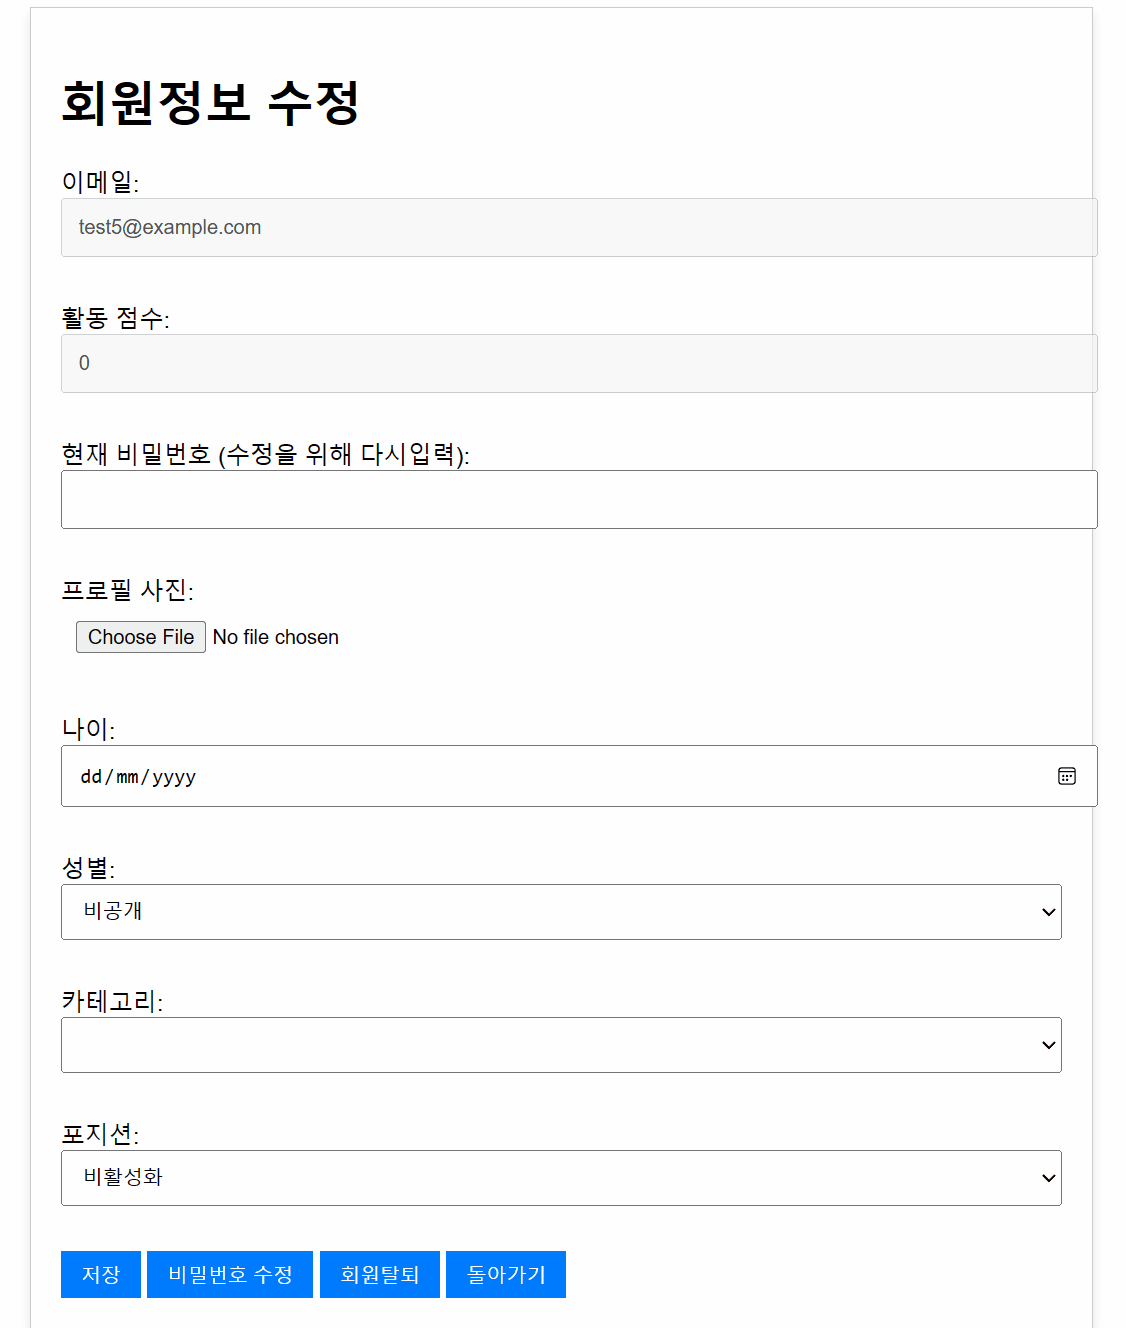 회원정보 수정
이메일:
test5@example.com
활동 점수:
0
현재 비밀번호 (수정을 위해 다시입력):
프로필 사진:
Choose File No file chosen
나이:
dd/mm/yyyy
성별:
비공개
카테고리:
포지션:
비활성화
저장 비밀번호 수정 회원탈퇴 돌아가기